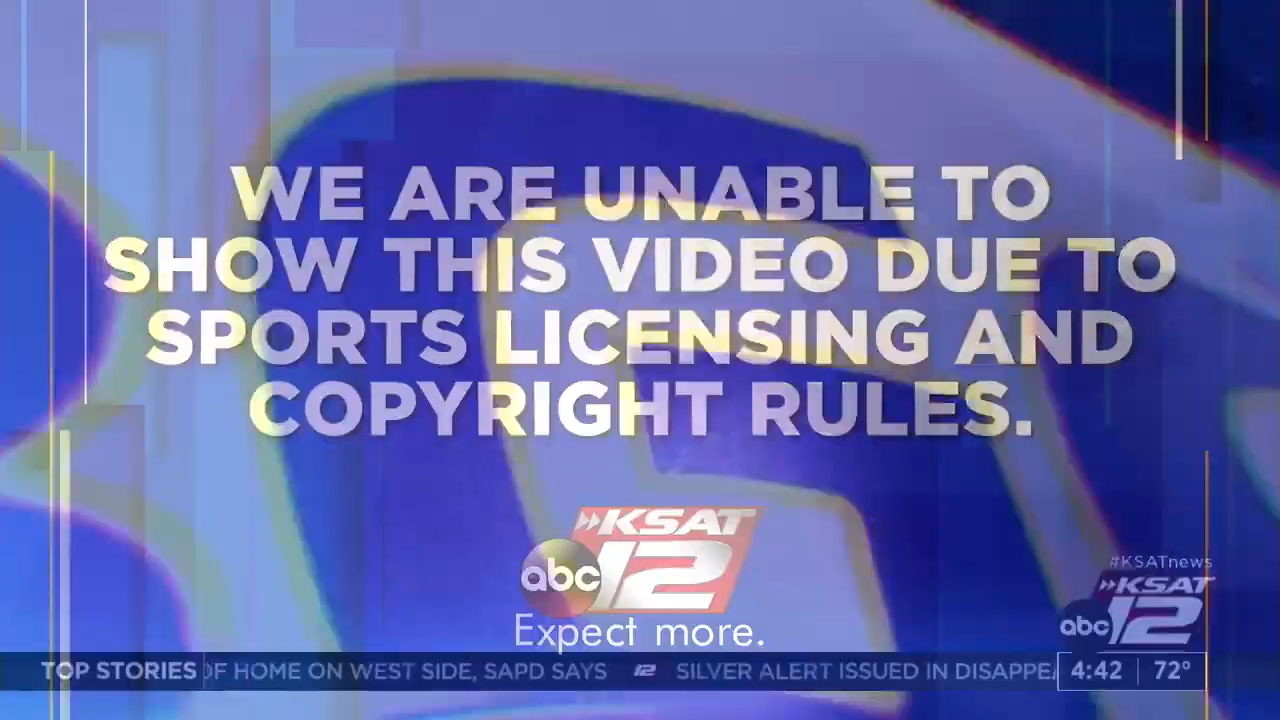 WE ARE UNABLE TO
SHOW THIS VIDEO DUE TO
SPORTS LICENSING AND
COPYRIGHT RULES.
KSAT
abc 12
Expect more.
#KSATnews
KSAT
abc 12
TOP STORIES OF HOME ON WEST SIDE, SAPD SAYS 12 SILVER ALERT ISSUED IN DISAPPEA 4:42 72°